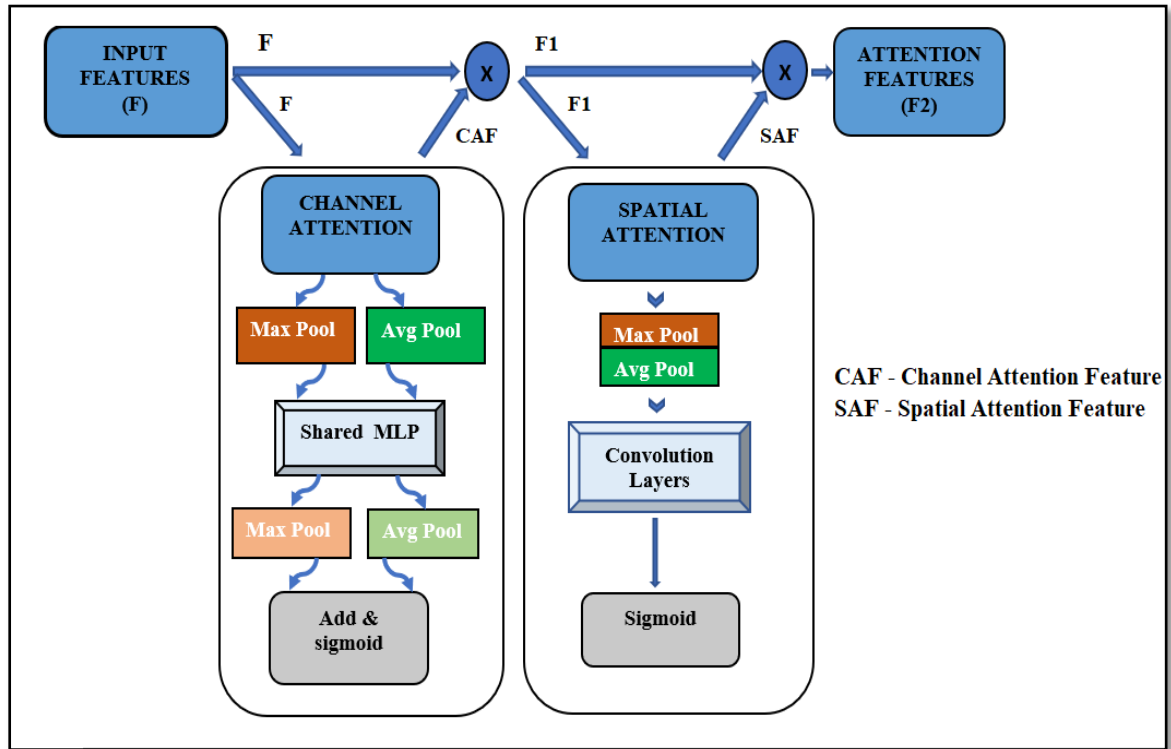 INPUT
FEATURES
(F)
F
F
X
CAF
F1
F1
X
SAF
ATTENTION
FEATURES
(F2)
CHANNEL
ATTENTION
Max Pool
Avg Pool
Shared MLP
Max Pool
Avg Pool
Add &
sigmoid
SPATIAL
ATTENTION
Max Pool
Avg Pool
Convolution
Layers
Sigmoid
CAF - Channel Attention Feature
SAF - Spatial Attention Feature